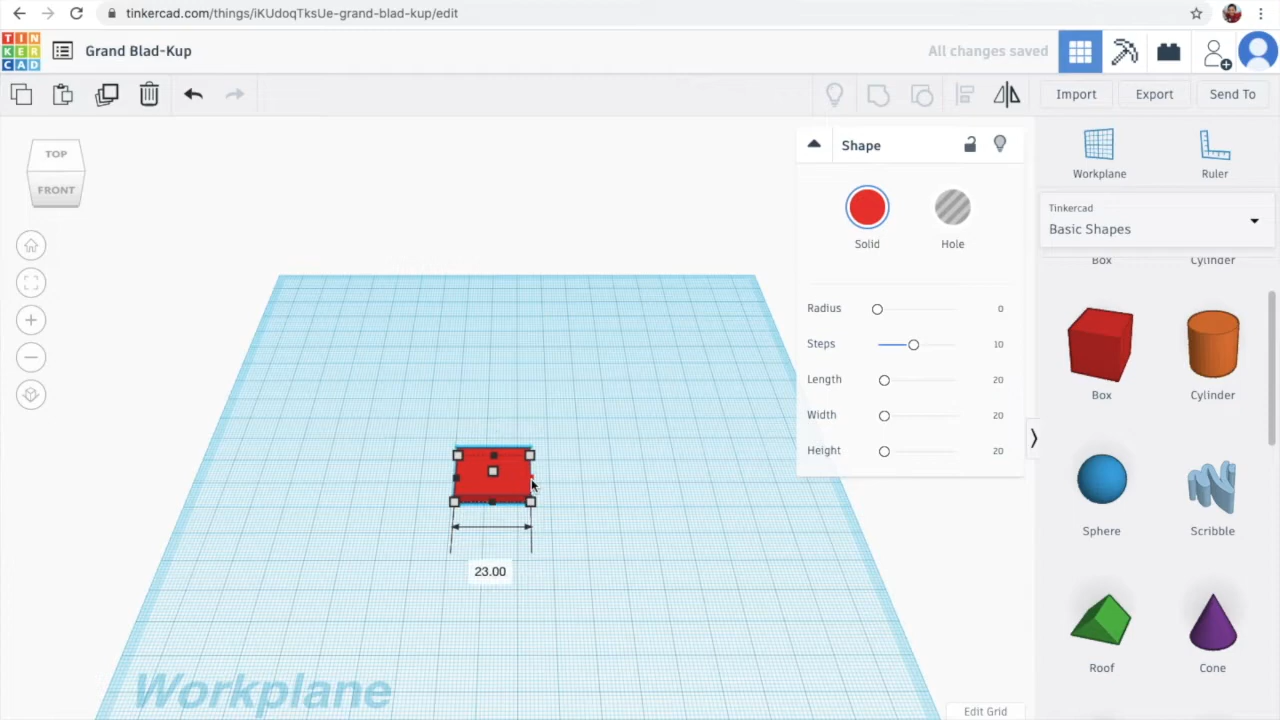 tinkercad.com/things/iKUdoqTksUe-grand-blad-kup/edit
TIN
KER
CAD
Grand Blad-Kup
All changes saved
Import
Export
Send To
TOP
FRONT
Shape
Solid
Hole
Radius 0
Steps 10
Length 20
Width 20
Height 20
Workplane
Ruler
Tinkercad
Basic Shapes
Box
Cylinder
Box
Cylinder
Sphere
Scribble
Roof
Cone
23.00
Workplane
Edit Grid